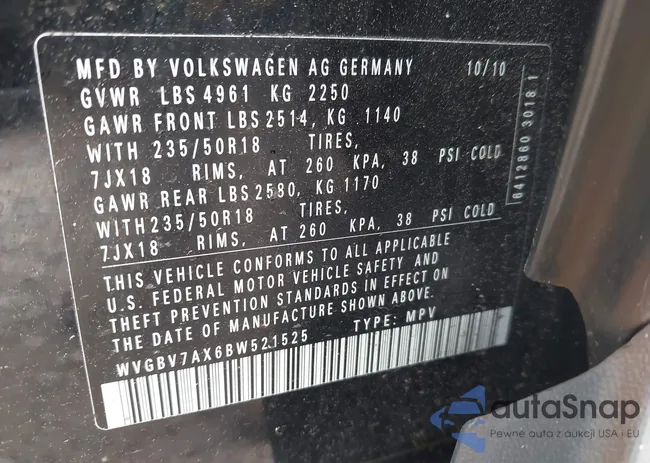 MFD BY VOLKSWAGEN AG GERMANY 10/10
GVWR LBS 4961 KG 2250
GAWR FRONT LBS 2514, KG 1140
WITH 235/50R18 TIRES,
7JX18 RIMS, AT 260 KPA, 38 PSI COLD
GAWR REAR LBS 2580, KG 1170
WITH 235/50R18 TIRES,
7JX18 RIMS, AT 260 KPA, 38 PSI COLD
THIS VEHICLE CONFORMS TO ALL APPLICABLE
U.S. FEDERAL MOTOR VEHICLE SAFETY AND
THEFT PREVENTION STANDARDS IN EFFECT ON
THE DATE OF MANUFACTURE SHOWN ABOVE.
WVGBV7AX6BW521525 TYPE: MPV
6412860 3018 1
autaSnap
Pewne auta z aukcji USA i EU